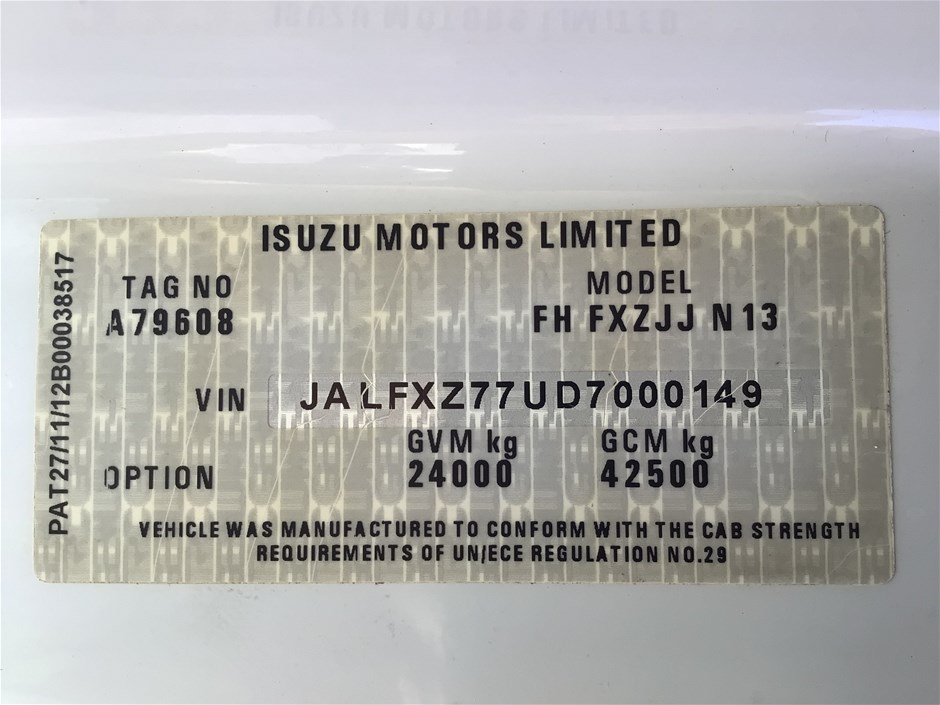 ISUZU MOTORS LIMITED
TAG NO
A79608
MODEL
FH FXZJJ N13
VIN JALFXZ77UD7000149
GVM kg
24000
GCM kg
42500
OPTION
VEHICLE WAS MANUFACTURED TO CONFORM WITH THE CAB STRENGTH
REQUIREMENTS OF UN/ECE REGULATION NO.29
PAT27/11/12B00038517